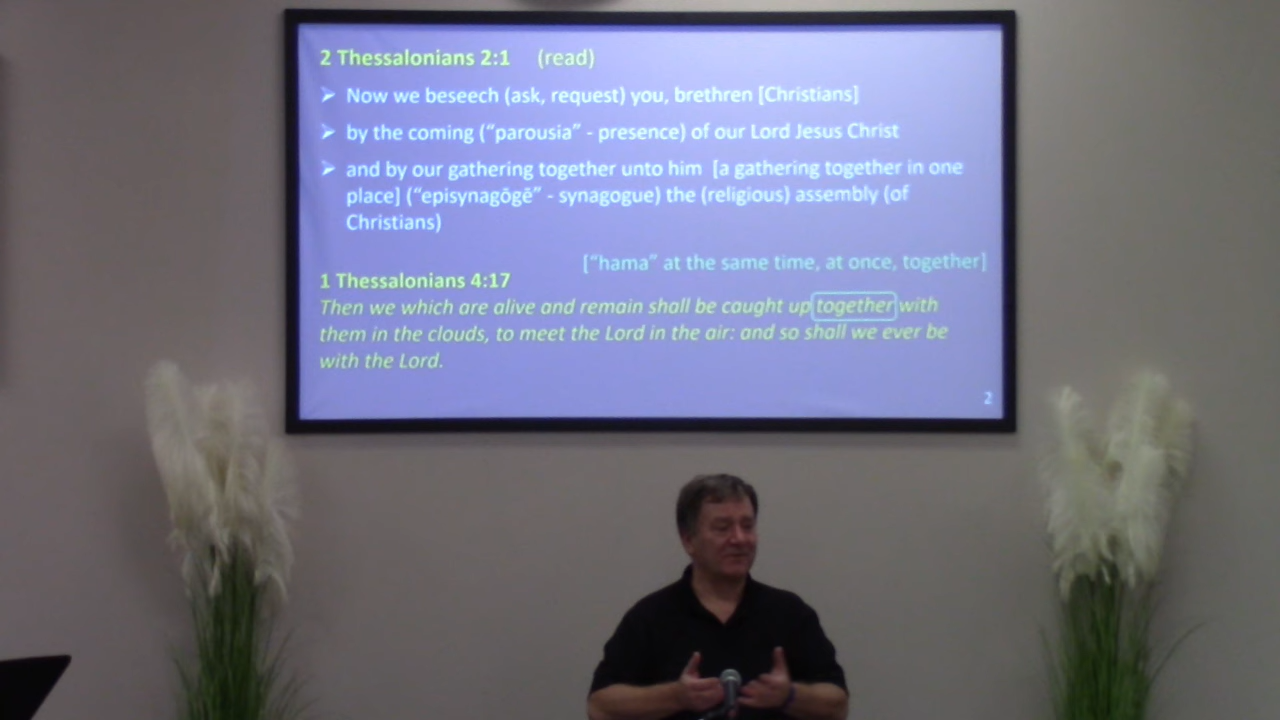 2 Thessalonians 2:1 (read)
➤ Now we beseech (ask, request) you, brethren [Christians]
➤ by the coming (“parousia” - presence) of our Lord Jesus Christ
➤ and by our gathering together unto him [a gathering together in one
place] (“episynagōgē” - synagogue) the (religious) assembly (of
Christians)
[“hama” at the same time, at once, together]
1 Thessalonians 4:17
Then we which are alive and remain shall be caught up together with
them in the clouds, to meet the Lord in the air: and so shall we ever be
with the Lord.
2